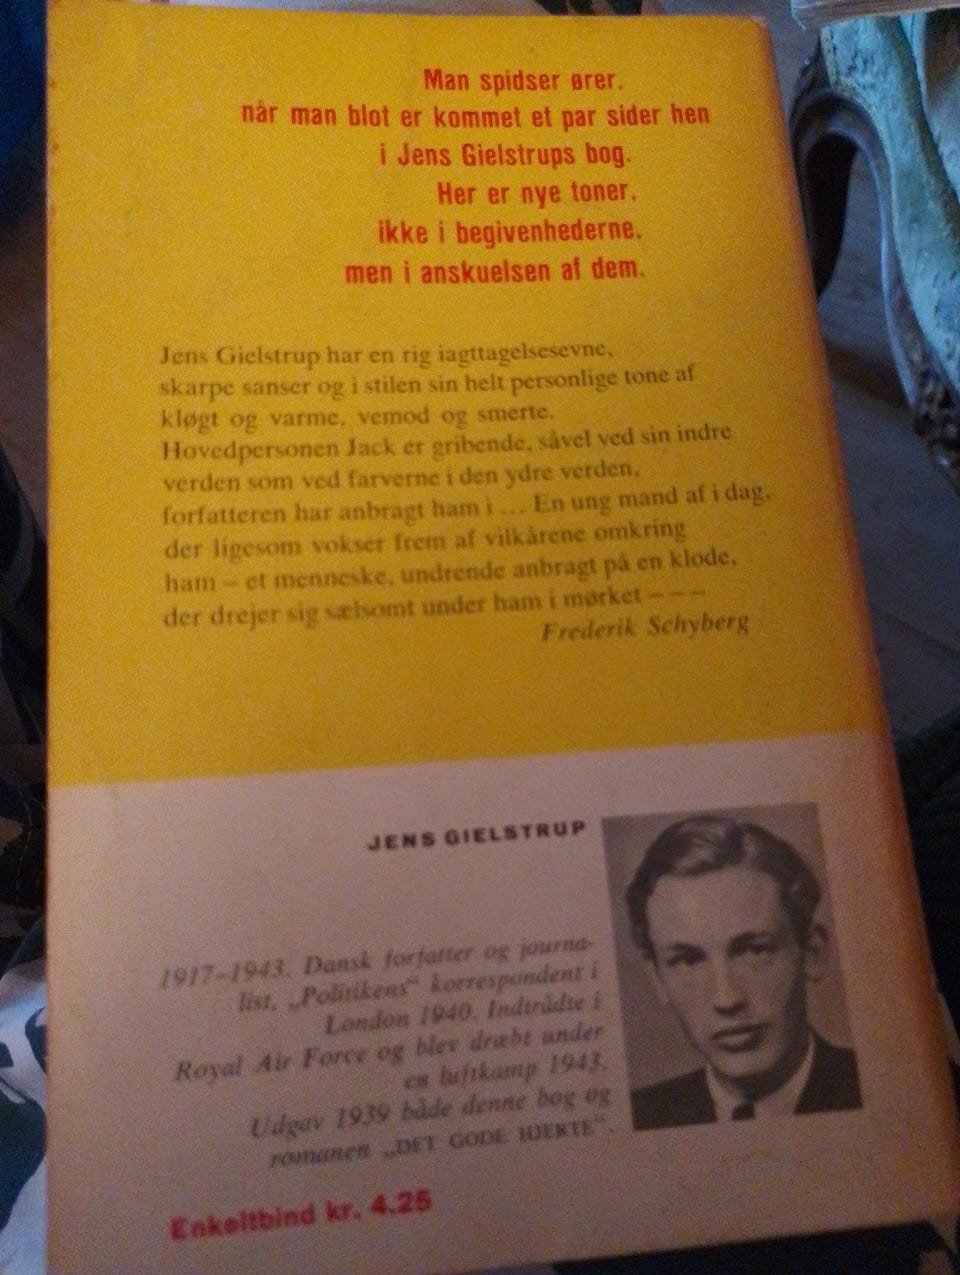 Man spidser ører.
når man blot er kommet et par sider hen
i Jens Gielstrups bog.
Her er nye toner.
ikke i begivenhederne.
men i anskuelsen af dem.
Jens Gielstrup har en rig iagttagelsesevne,
skarpe sanser og i stilen sin helt personlige tone af
kløgt og varme, vemod og smerte.
Hovedpersonen Jack er gribende, såvel ved sin indre
verden som ved farverne i den ydre verden,
forfatteren har anbragt ham i ... En ung mand af i dag,
der ligesom vokser frem af vilkårene omkring
ham – et menneske, undrende anbragt på en klode,
der drejer sig sælsomt under ham i mørket – – –
Frederik Schyberg
JENS GIELSTRUP
1917–1943. Dansk forfatter og journa-
list, „Politikens“ korrespondent i
London 1940. Indtrådte i
Royal Air Force og blev dræbt under
en luftkamp 1943.
Udgav 1939 både denne bog og
romanen „DET GODE HJERTE“.
Enkeltbind kr. 4.25